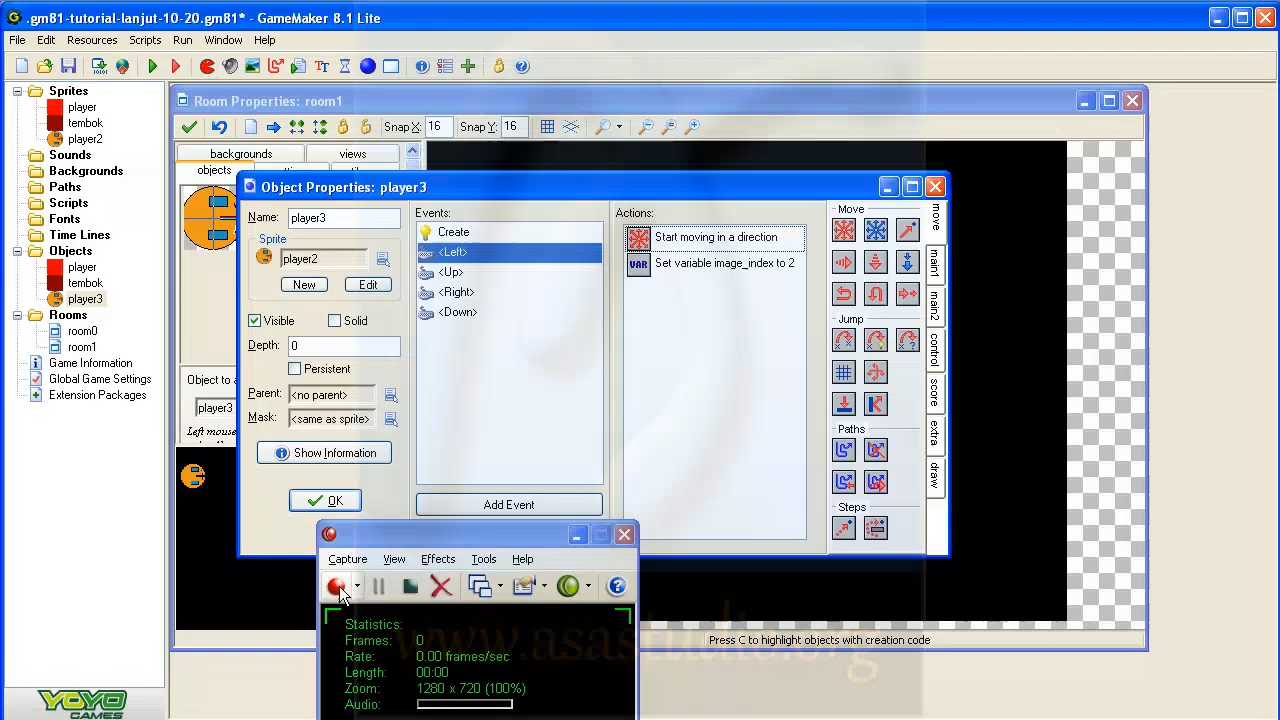 .gm81-tutorial-lanjut-10-20.gm81* - GameMaker 8.1 Lite
File Edit Resources Scripts Run Window Help
Sprites
player
tembok
player2
Sounds
Backgrounds
Paths
Scripts
Fonts
Time Lines
Objects
player
tembok
player3
Rooms
room0
room1
Game Information
Global Game Settings
Extension Packages
YOYO
GAMES
Room Properties: room1
Snap X: 16 Snap Y: 16
backgrounds views
objects
Object to a
player3
Left mouse
Press C to highlight objects with creation code
Object Properties: player3
Name: player3
Sprite
player2
New Edit
Visible Solid
Depth: 0
Persistent
Parent: <no parent>
Mask: <same as sprite>
Show Information
OK
Events:
Create
<Left>
<Up>
<Right>
<Down>
Add Event
Actions:
Start moving in a direction
VAR Set variable image_index to 2
Move
Jump
Paths
Steps
move
main1
main2
control
score
extra
draw
Capture View Effects Tools Help
Statistics:
Frames: 0
Rate: 0.00 frames/sec
Length: 00:00
Zoom: 1280 x 720 (100%)
Audio:
www.asastudio.org